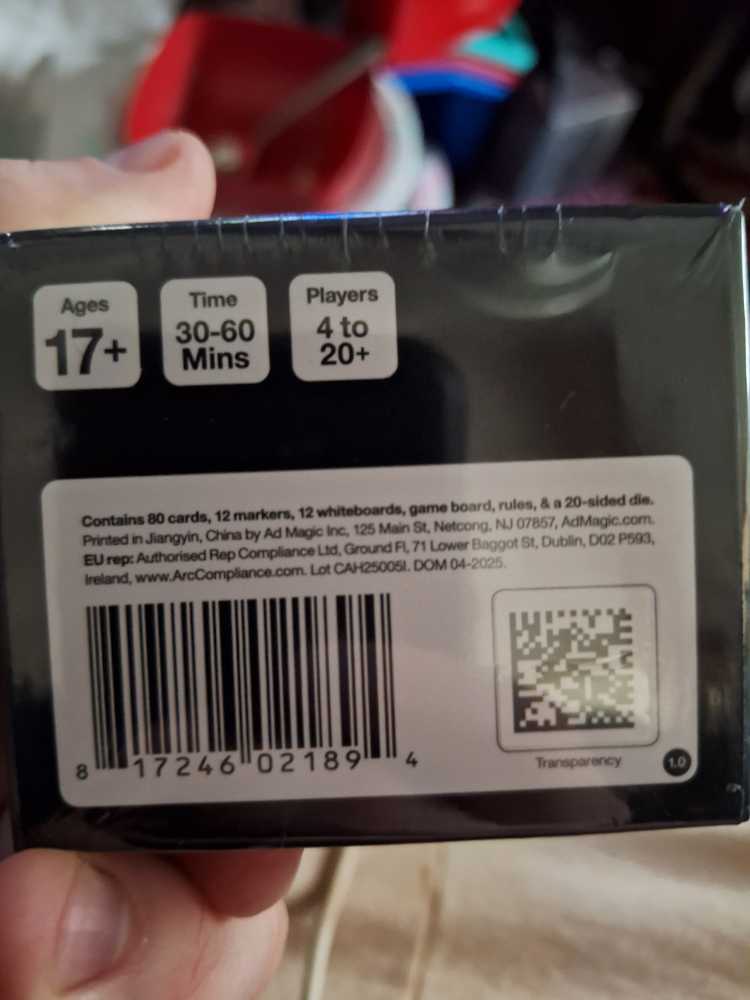 Ages
17+
Time
30-60
Mins
Players
4 to
20+
Contains 80 cards, 12 markers, 12 whiteboards, game board, rules, & a 20-sided die.
Printed in Jiangyin, China by Ad Magic Inc, 125 Main St, Netcong, NJ 07857, AdMagic.com.
EU rep: Authorised Rep Compliance Ltd, Ground Fl, 71 Lower Baggot St, Dublin, D02 P593,
Ireland, www.ArcCompliance.com. Lot CAH25005I. DOM 04-2025.
8 17246 02189 4
Transparency
1.0